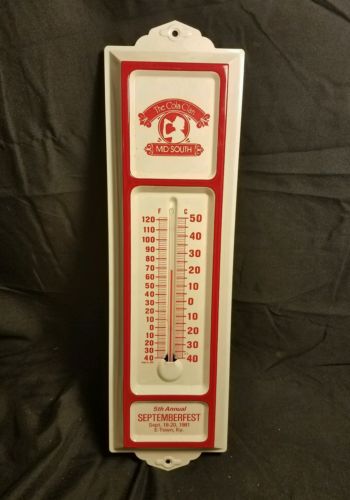 The Cola Clan
MID-SOUTH
F C
120 50
110 40
100 30
90
80 20
70
60 10
50 0
40
30 10
20
10 20
0
10 30
20
30 40
40
5th Annual
SEPTEMBERFEST
Sept. 18-20, 1981
E-Town, Ky.